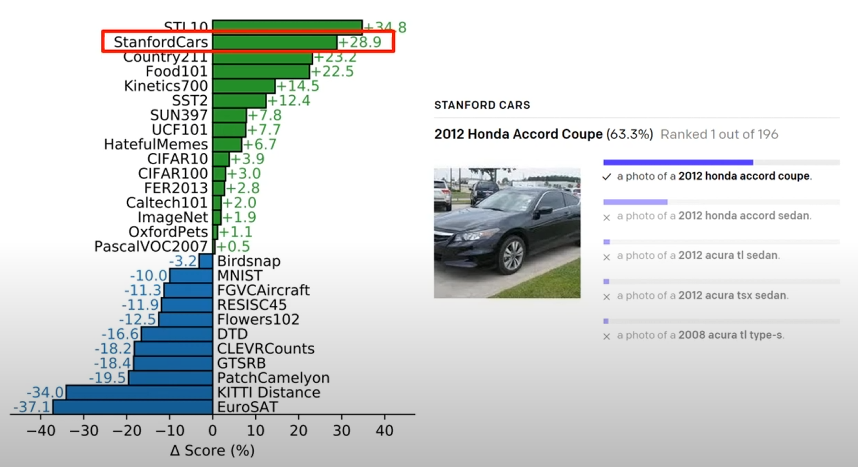 STL10 +34.8
StanfordCars +28.9
Country211 +23.2
Food101 +22.5
Kinetics700 +14.5
SST2 +12.4
SUN397 +7.8
UCF101 +7.7
HatefulMemes +6.7
CIFAR10 +3.9
CIFAR100 +3.0
FER2013 +2.8
Caltech101 +2.0
ImageNet +1.9
OxfordPets +1.1
PascalVOC2007 +0.5
-3.2 Birdsnap
-10.0 MNIST
-11.3 FGVCAircraft
-11.9 RESISC45
-12.5 Flowers102
-16.6 DTD
-18.2 CLEVRCounts
-18.4 GTSRB
-19.5 PatchCamelyon
-34.0 KITTI Distance
-37.1 EuroSAT
−40 −30 −20 −10 0 10 20 30 40
Δ Score (%)
STANFORD CARS
2012 Honda Accord Coupe (63.3%) Ranked 1 out of 196
✓ a photo of a 2012 honda accord coupe.
× a photo of a 2012 honda accord sedan.
× a photo of a 2012 acura tl sedan.
× a photo of a 2012 acura tsx sedan.
× a photo of a 2008 acura tl type-s.